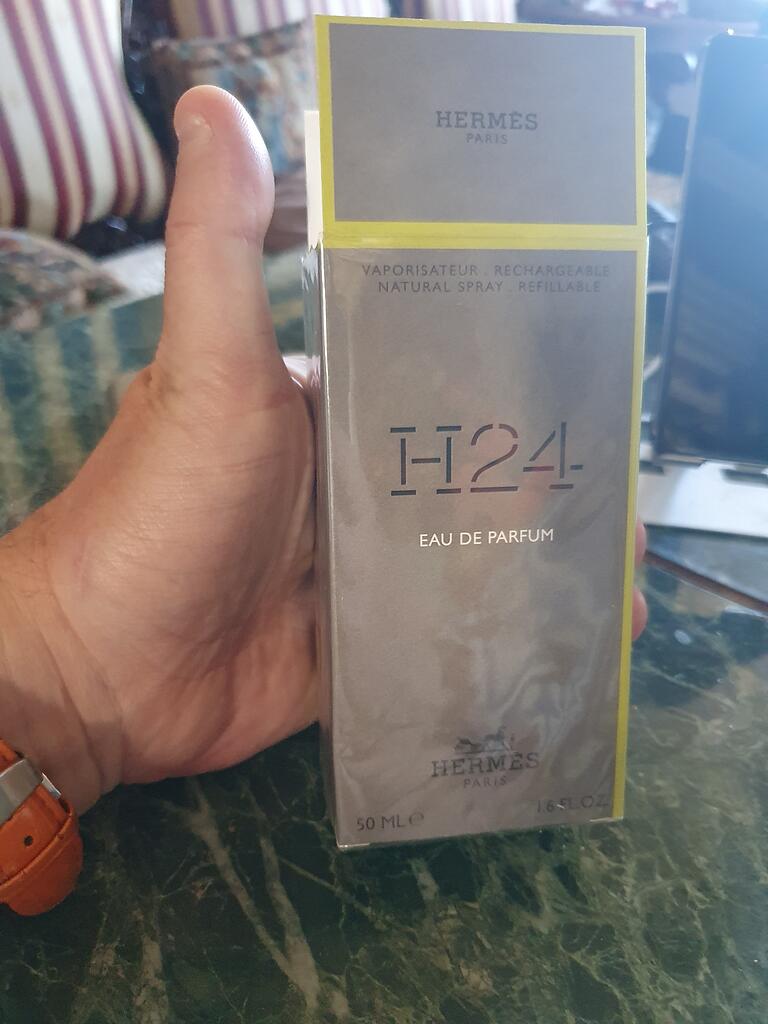 HERMÈS
PARIS
VAPORISATEUR . RECHARGEABLE
NATURAL SPRAY . REFILLABLE
H24
EAU DE PARFUM
HERMÈS
PARIS
50 ML ℮
1.6 FL.OZ.